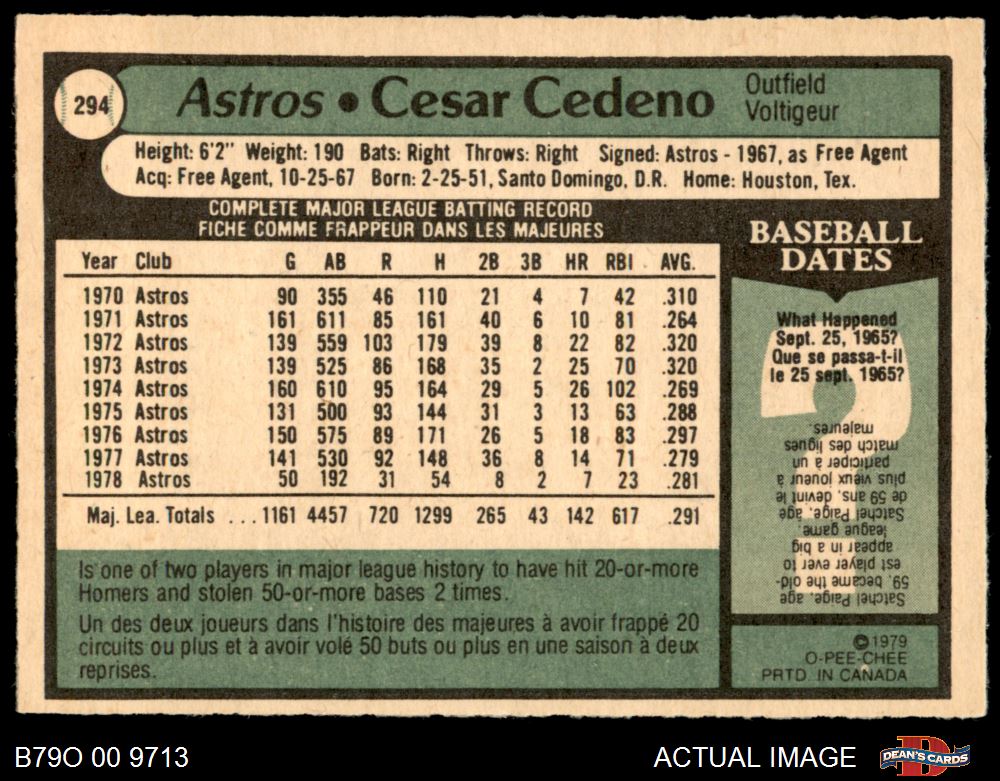 294
Astros • Cesar Cedeno
Outfield
Voltigeur
Height: 6'2" Weight: 190 Bats: Right Throws: Right Signed: Astros - 1967, as Free Agent
Acq: Free Agent, 10-25-67 Born: 2-25-51, Santo Domingo, D.R. Home: Houston, Tex.
COMPLETE MAJOR LEAGUE BATTING RECORD
FICHE COMME FRAPPEUR DANS LES MAJEURES
Year Club G AB R H 2B 3B HR RBI AVG.
1970 Astros 90 355 46 110 21 4 7 42 .310
1971 Astros 161 611 85 161 40 6 10 81 .264
1972 Astros 139 559 103 179 39 8 22 82 .320
1973 Astros 139 525 86 168 35 2 25 70 .320
1974 Astros 160 610 95 164 29 5 26 102 .269
1975 Astros 131 500 93 144 31 3 13 63 .288
1976 Astros 150 575 89 171 26 5 18 83 .297
1977 Astros 141 530 92 148 36 8 14 71 .279
1978 Astros 50 192 31 54 8 2 7 23 .281
Maj. Lea. Totals ... 1161 4457 720 1299 265 43 142 617 .291
Is one of two players in major league history to have hit 20-or-more
Homers and stolen 50-or-more bases 2 times.
Un des deux joueurs dans l'histoire des majeures à avoir frappé 20
circuits ou plus et à avoir volé 50 buts ou plus en une saison à deux
reprises.
BASEBALL
DATES
What Happened
Sept. 25, 1965?
Que se passa-t-il
le 25 sept. 1965?
Satchel Paige, age
59, became the old-
est player ever to
appear in a big
league game.
Satchel Paige, âgé
de 59 ans, devint le
plus vieux joueur à
participer à un
match des ligues
majeures.
©1979
O-PEE-CHEE
PRTD. IN CANADA
B79O 00 9713
ACTUAL IMAGE
DEAN'S CARDS